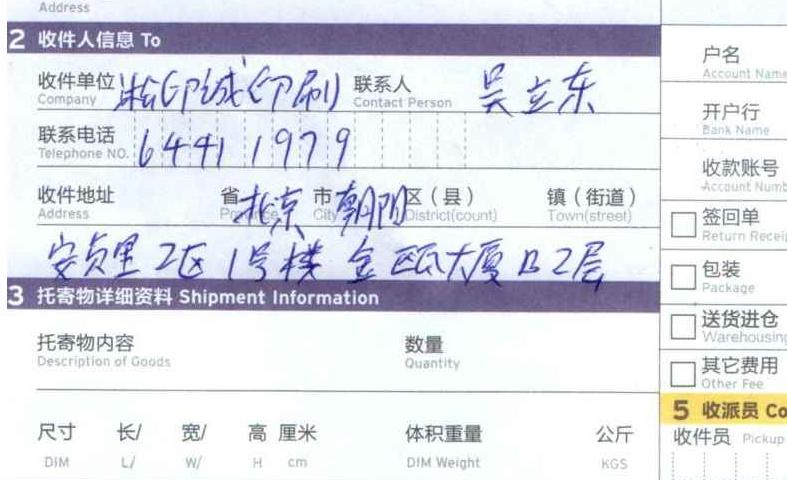 Address
2 收件人信息 To
收件单位 Company 印诚印刷 联系人 Contact Person 吴立东
联系电话 Telephone NO. 64411979
收件地址 Address 省 Province 北京 市 City 朝阳 区（县） District(count) 镇（街道） Town(street)
安贞里2区1号楼 金瓯大厦B2层
3 托寄物详细资料 Shipment Information
托寄物内容 Description of Goods 数量 Quantity
尺寸 DIM 长/ L/ 宽/ W/ 高 H 厘米 cm 体积重量 DIM Weight 公斤 KGS
户名
Account Name
开户行
Bank Name
收款账号
Account Numb
签回单
Return Receip
包装
Package
送货进仓
Warehousing
其它费用
Other Fee
5 收派员 Co
收件员 Pickup